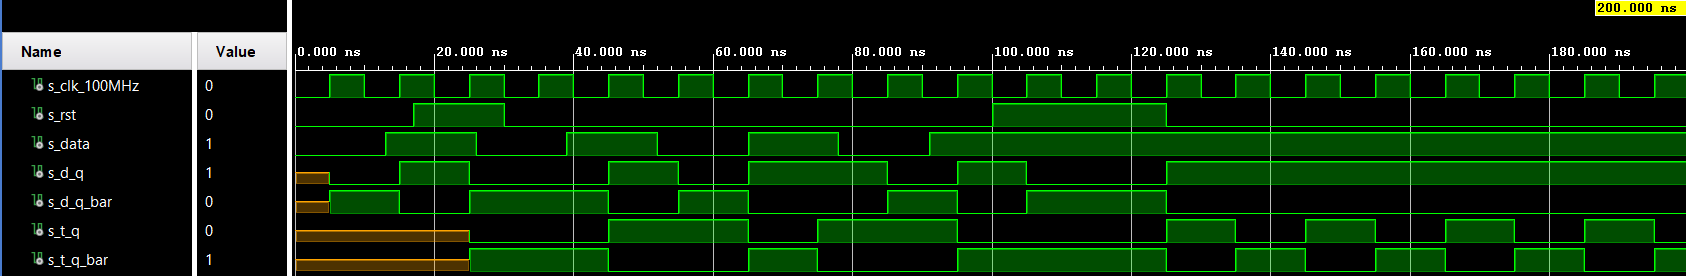 200.000 ns
Name Value
0.000 ns 20.000 ns 40.000 ns 60.000 ns 80.000 ns 100.000 ns 120.000 ns 140.000 ns 160.000 ns 180.000 ns
s_clk_100MHz 0
s_rst 0
s_data 1
s_d_q 1
s_d_q_bar 0
s_t_q 0
s_t_q_bar 1